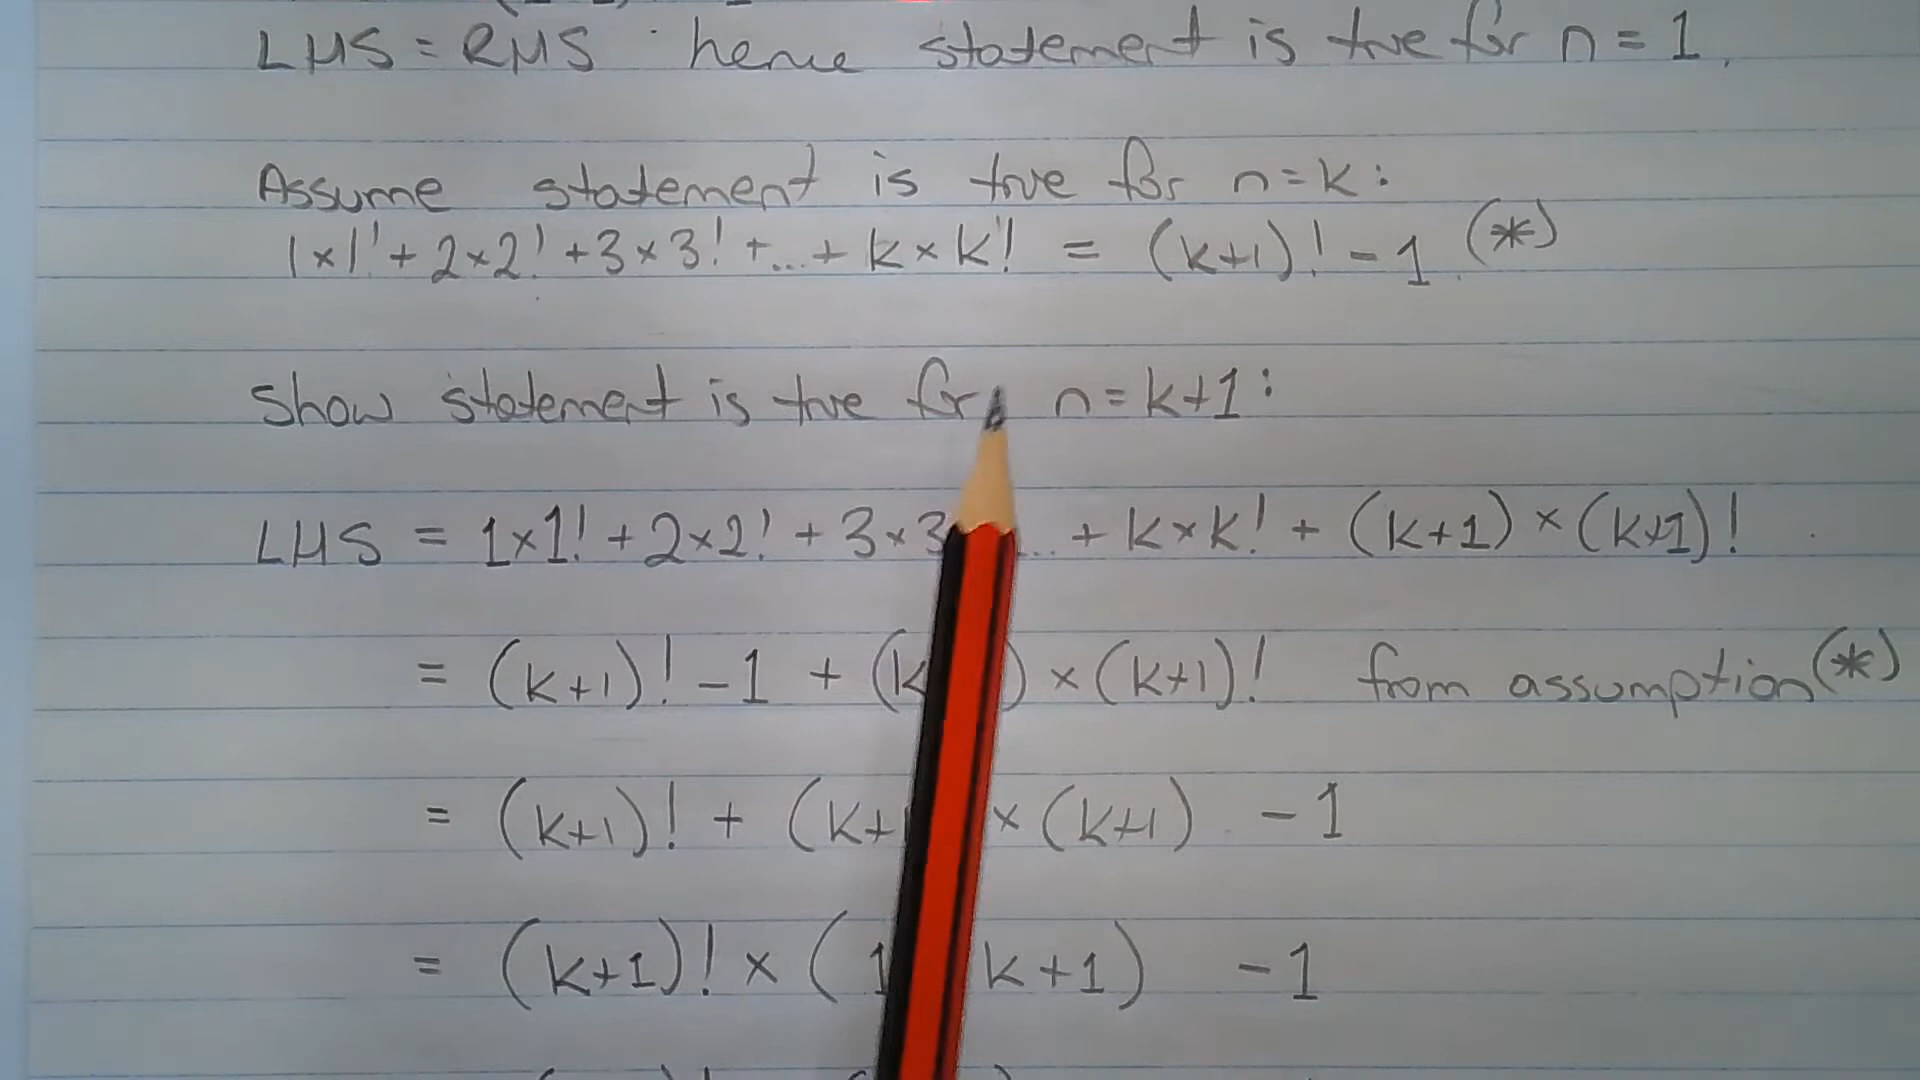 LHS = RHS hence statement is true for n = 1.
Assume statement is true for n=k:
1×1! + 2×2! + 3×3! + ... + k×k! = (k+1)! - 1 (*)
Show statement is true for n=k+1:
LHS = 1×1! + 2×2! + 3×3 ... + k×k! + (k+1) × (k+1)!
= (k+1)! - 1 + (k ) × (k+1)! from assumption (*)
= (k+1)! + (k+ × (k+1) - 1
= (k+1)! × (1 k+1) - 1